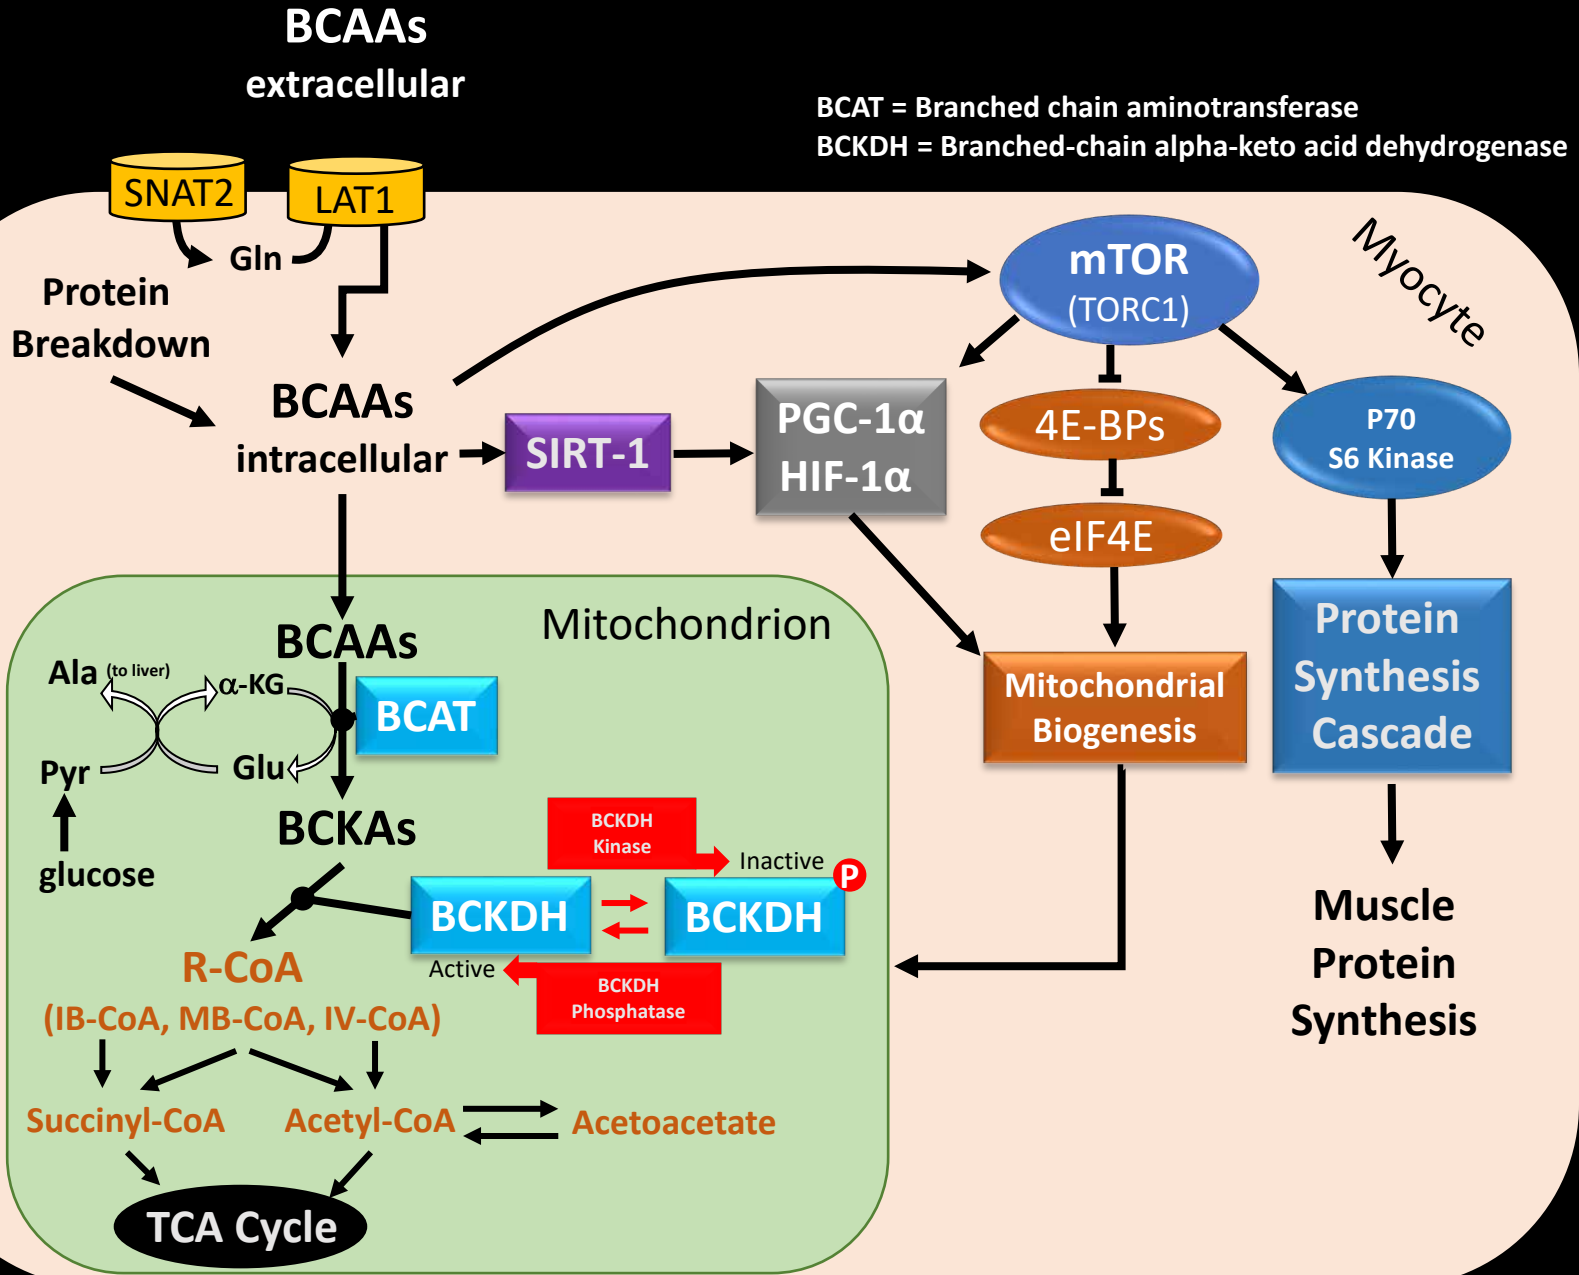 BCAAs
extracellular
BCAT = Branched chain aminotransferase
BCKDH = Branched-chain alpha-keto acid dehydrogenase
SNAT2
LAT1
Gln
Protein
Breakdown
BCAAs
intracellular
SIRT-1
PGC-1α
HIF-1α
mTOR
(TORC1)
Myocyte
4E-BPs
eIF4E
P70
S6 Kinase
Mitochondrial
Biogenesis
Protein
Synthesis
Cascade
Muscle
Protein
Synthesis
Mitochondrion
BCAAs
Ala (to liver)
α-KG
BCAT
Pyr
Glu
glucose
BCKAs
BCKDH
Kinase
Inactive
P
BCKDH
BCKDH
Active
BCKDH
Phosphatase
R-CoA
(IB-CoA, MB-CoA, IV-CoA)
Succinyl-CoA
Acetyl-CoA
Acetoacetate
TCA Cycle